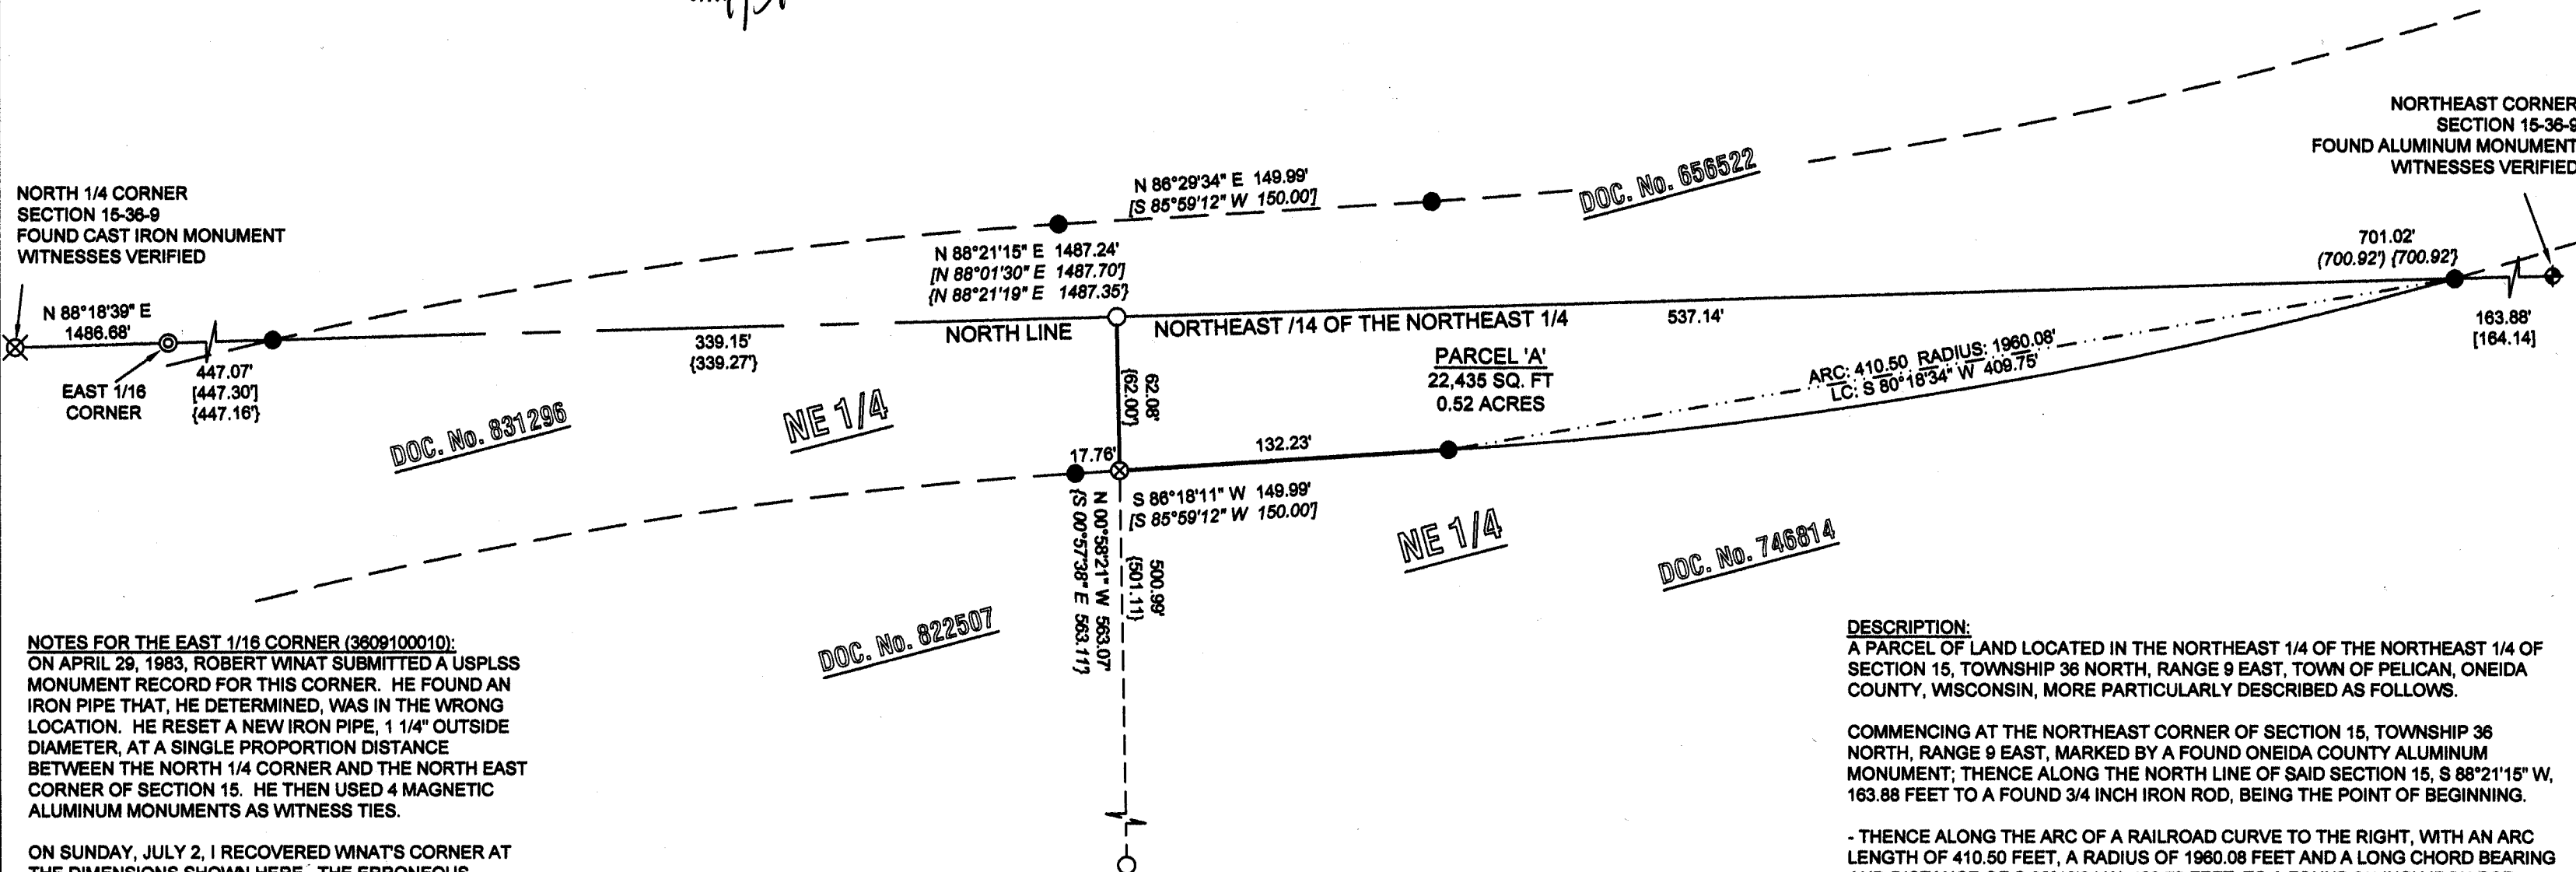 NORTHEAST CORNER
SECTION 15-36-9
FOUND ALUMINUM MONUMENT
WITNESSES VERIFIED
NORTH 1/4 CORNER
SECTION 15-36-9
FOUND CAST IRON MONUMENT
WITNESSES VERIFIED
N 86°29'34" E 149.99'
[S 85°59'12" W 150.00']
DOC. No. 656522
N 88°21'15" E 1487.24'
[N 88°01'30" E 1487.70']
{N 88°21'19" E 1487.35'}
701.02'
(700.92') {700.92'}
N 88°18'39" E
1486.68'
EAST 1/16
CORNER
447.07'
[447.30']
{447.16'}
339.15'
{339.27'}
NORTH LINE
NORTHEAST /14 OF THE NORTHEAST 1/4
537.14'
163.88'
[164.14]
PARCEL 'A'
22,435 SQ. FT
0.52 ACRES
62.08'
{62.00'}
ARC: 410.50 RADIUS: 1960.08'
LC: S 80°18'34" W 409.75'
DOC. No. 831296
NE 1/4
17.76'
132.23'
S 86°18'11" W 149.99'
[S 85°59'12" W 150.00']
N 00°58'21" W 563.07'
{S 00°57'38" E 563.11'}
500.99'
{501.11'}
NE 1/4
DOC. No. 746814
DOC. No. 822507
NOTES FOR THE EAST 1/16 CORNER (3609100010):
ON APRIL 29, 1983, ROBERT WINAT SUBMITTED A USPLSS
MONUMENT RECORD FOR THIS CORNER. HE FOUND AN
IRON PIPE THAT, HE DETERMINED, WAS IN THE WRONG
LOCATION. HE RESET A NEW IRON PIPE, 1 1/4" OUTSIDE
DIAMETER, AT A SINGLE PROPORTION DISTANCE
BETWEEN THE NORTH 1/4 CORNER AND THE NORTH EAST
CORNER OF SECTION 15. HE THEN USED 4 MAGNETIC
ALUMINUM MONUMENTS AS WITNESS TIES.
ON SUNDAY, JULY 2, I RECOVERED WINAT'S CORNER AT
THE DIMENSIONS SHOWN HERE. THE ERRONEOUS
DESCRIPTION:
A PARCEL OF LAND LOCATED IN THE NORTHEAST 1/4 OF THE NORTHEAST 1/4 OF
SECTION 15, TOWNSHIP 36 NORTH, RANGE 9 EAST, TOWN OF PELICAN, ONEIDA
COUNTY, WISCONSIN, MORE PARTICULARLY DESCRIBED AS FOLLOWS.
COMMENCING AT THE NORTHEAST CORNER OF SECTION 15, TOWNSHIP 36
NORTH, RANGE 9 EAST, MARKED BY A FOUND ONEIDA COUNTY ALUMINUM
MONUMENT; THENCE ALONG THE NORTH LINE OF SAID SECTION 15, S 88°21'15" W,
163.88 FEET TO A FOUND 3/4 INCH IRON ROD, BEING THE POINT OF BEGINNING.
- THENCE ALONG THE ARC OF A RAILROAD CURVE TO THE RIGHT, WITH AN ARC
LENGTH OF 410.50 FEET, A RADIUS OF 1960.08 FEET AND A LONG CHORD BEARING